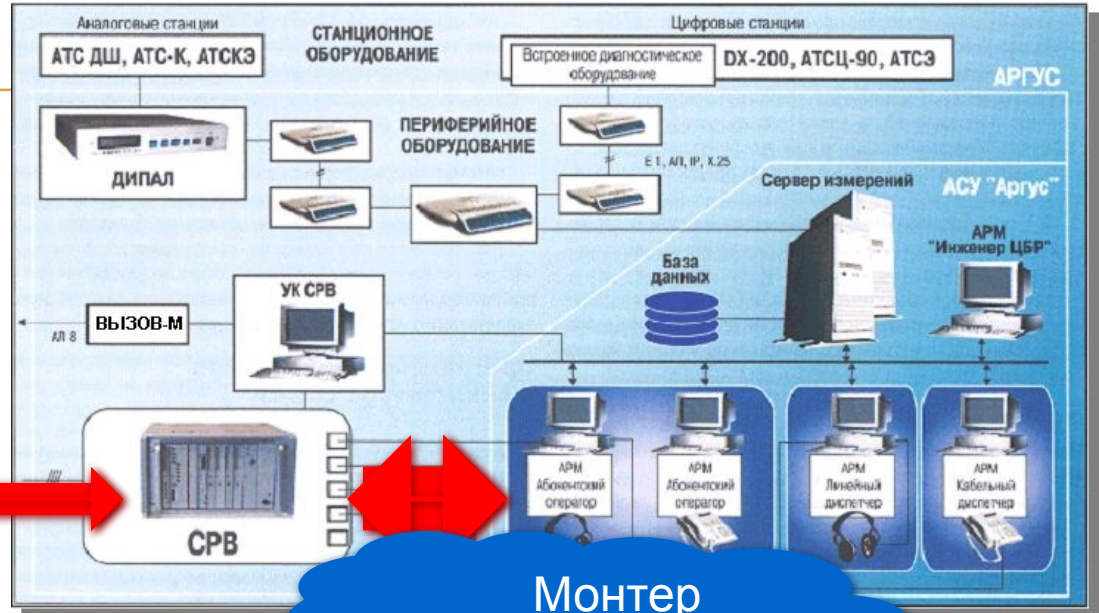 Аналоговые станции
АТС ДШ, АТС-К, АТСКЭ
СТАНЦИОННОЕ
ОБОРУДОВАНИЕ
Цифровые станции
Встроенное диагностическое
оборудование
DX-200, АТСЦ-90, АТСЭ
АРГУС
ДИПАЛ
ПЕРИФЕРИЙНОЕ
ОБОРУДОВАНИЕ
Е1, АЛ, IP, X.25
Сервер измерений
АСУ "Аргус"
АРМ
"Инженер ЦБР"
База
данных
УК СРВ
ВЫЗОВ-М
АЛ 8
СРВ
АРМ
Абонентский
оператор
АРМ
Абонентский
оператор
АРМ
Линейный
диспетчер
АРМ
Кабельный
диспетчер
Монтер